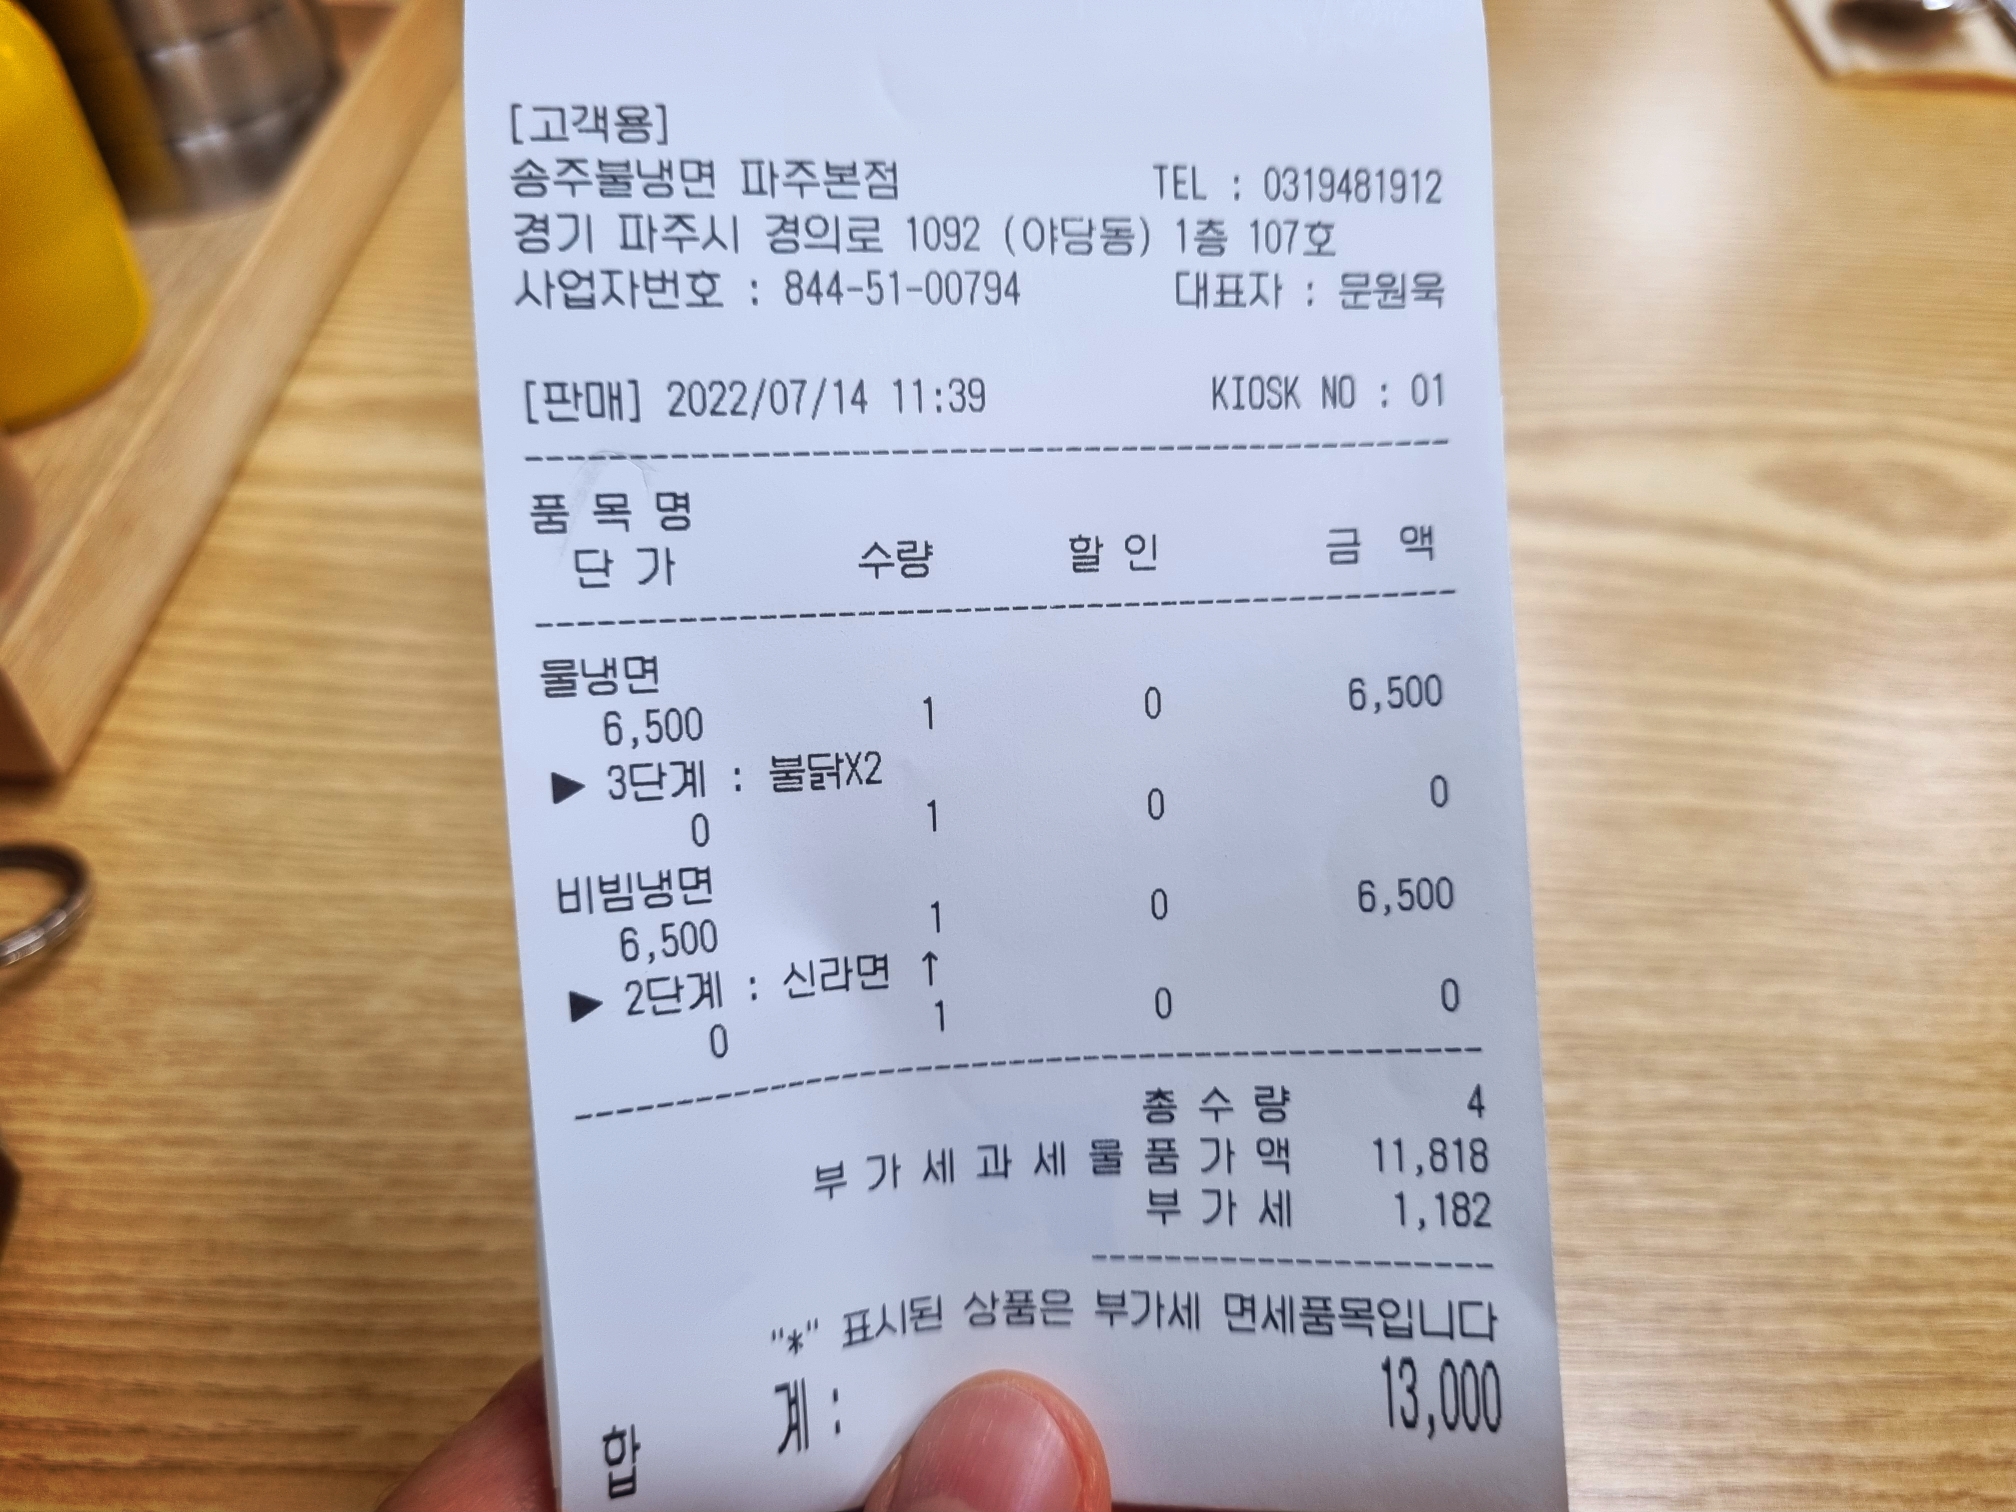 [고객용]
송주불냉면 파주본점 TEL : 0319481912
경기 파주시 경의로 1092 (야당동) 1층 107호
사업자번호 : 844-51-00794 대표자 : 문원욱
[판매] 2022/07/14 11:39 KIOSK NO : 01
품 목 명
단 가 수량 할 인 금 액
물냉면
6,500 1 0 6,500
▶ 3단계 : 불닭X2
0 1 0 0
비빔냉면
6,500 1 0 6,500
▶ 2단계 : 신라면 ↑
0 1 0 0
총 수 량 4
부 가 세 과 세 물 품 가 액 11,818
부 가 세 1,182
"*" 표시된 상품은 부가세 면세품목입니다
합 계 : 13,000